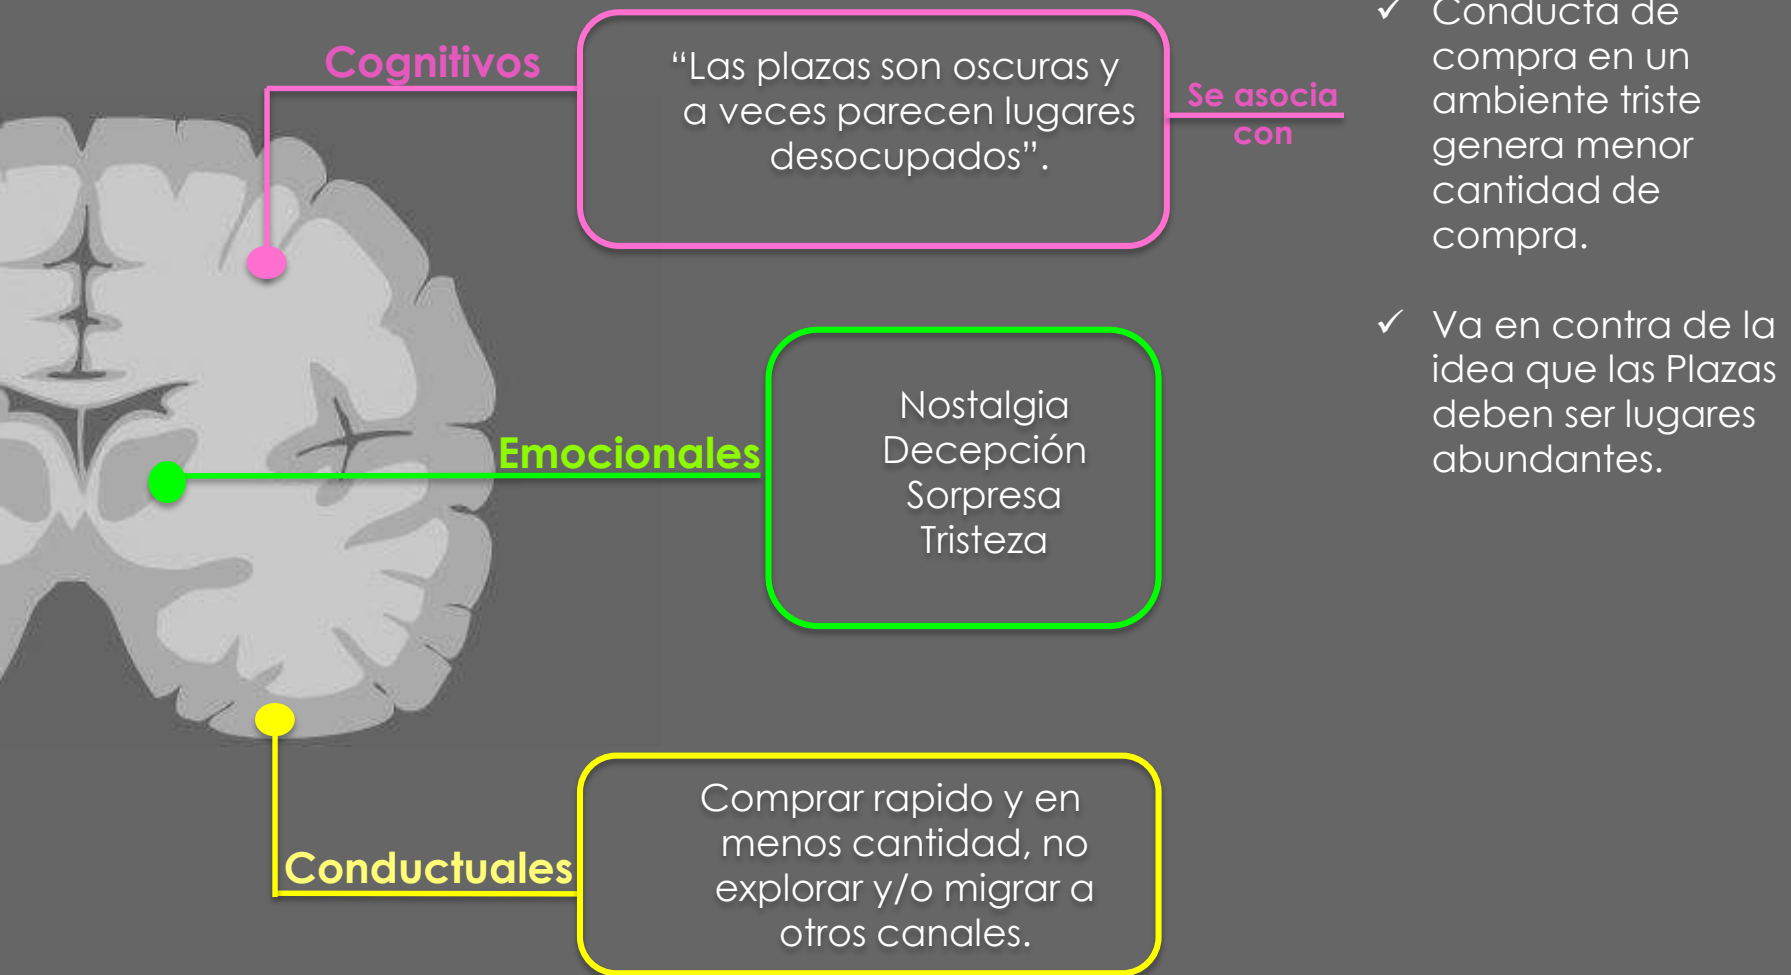 Cognitivos
“Las plazas son oscuras y
a veces parecen lugares
desocupados”.
Se asocia
con
✓ Conducta de
compra en un
ambiente triste
genera menor
cantidad de
compra.
✓ Va en contra de la
idea que las Plazas
deben ser lugares
abundantes.
Emocionales
Nostalgia
Decepción
Sorpresa
Tristeza
Conductuales
Comprar rapido y en
menos cantidad, no
explorar y/o migrar a
otros canales.